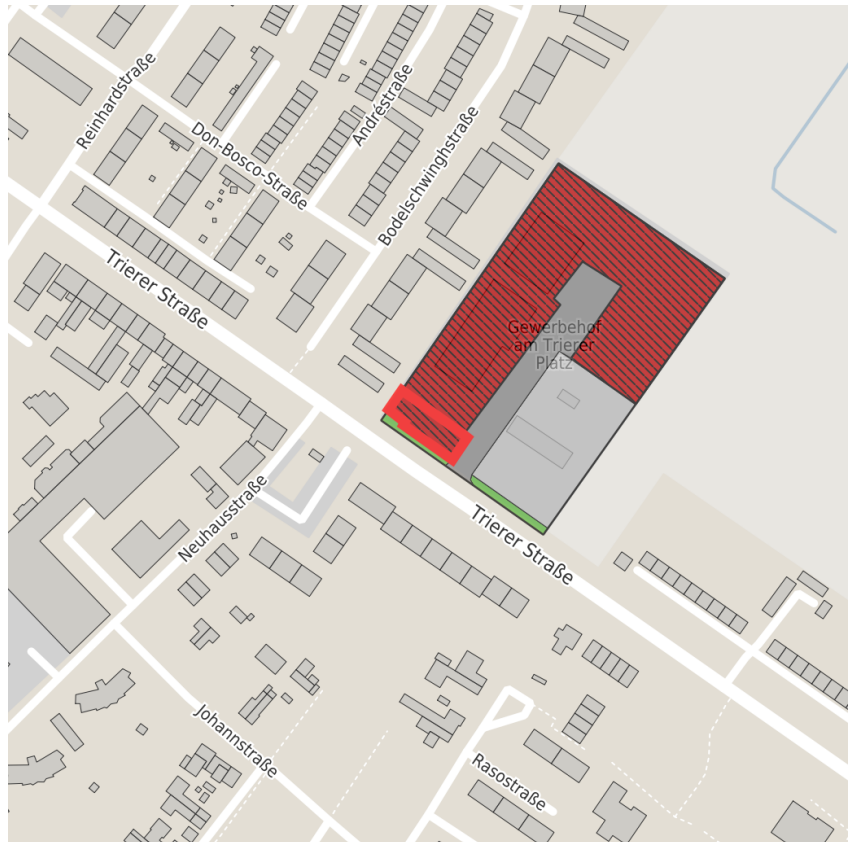 Reinhardstraße
Andréstraße
Don-Bosco-Straße
Bodelschwinghstraße
Trierer Straße
Gewerbehof
am Trierer
Platz
Neuhausstraße
Trierer Straße
Johannstraße
Rasostraße